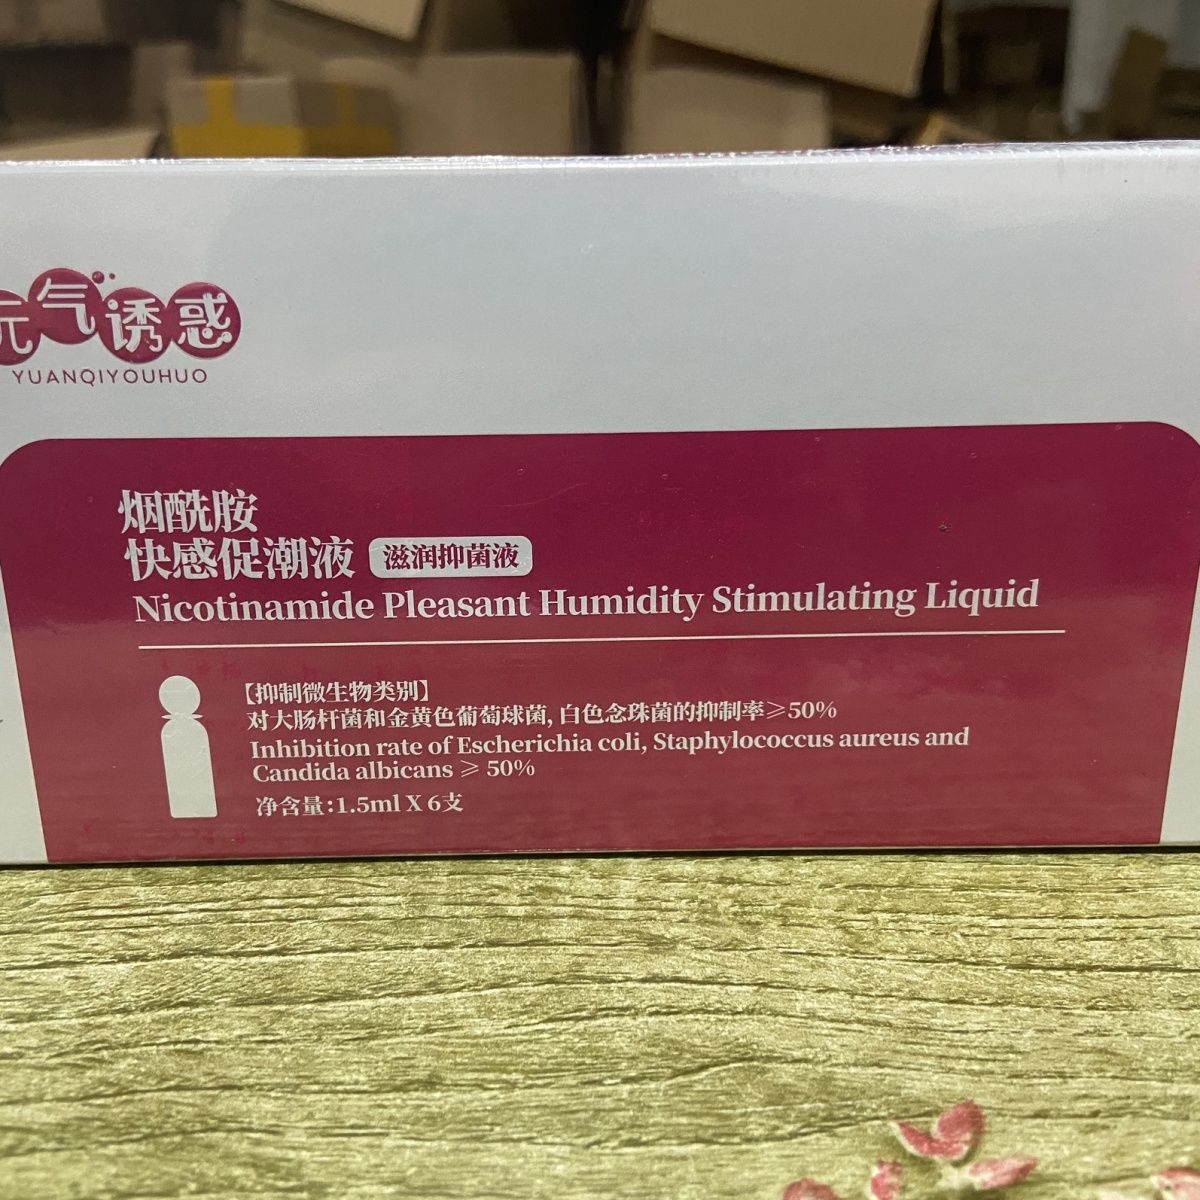 元气诱惑
YUANQIYOUHUO
烟酰胺
快感促潮液 滋润抑菌液
Nicotinamide Pleasant Humidity Stimulating Liquid
【抑制微生物类别】
对大肠杆菌和金黄色葡萄球菌,白色念珠菌的抑制率≥50%
Inhibition rate of Escherichia coli, Staphylococcus aureus and
Candida albicans ≥ 50%
净含量:1.5ml X 6支